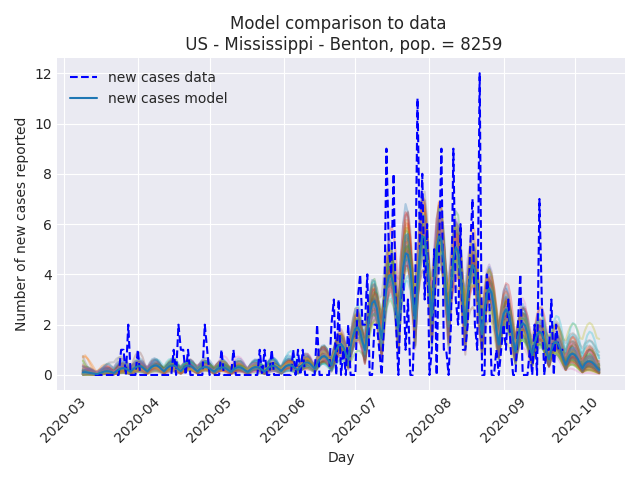 Model comparison to data
US - Mississippi - Benton, pop. = 8259
new cases data
new cases model
Number of new cases reported
12
10
8
6
4
2
0
2020-03
2020-04
2020-05
2020-06
2020-07
2020-08
2020-09
2020-10
Day